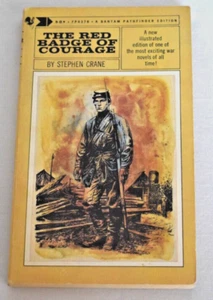 A BANTAM PATHFINDER EDITION
THE RED
BADGE OF
COURAGE
BY STEPHEN CRANE
A new
illustrated
edition of one of
the most exciting war
novels of all
time!